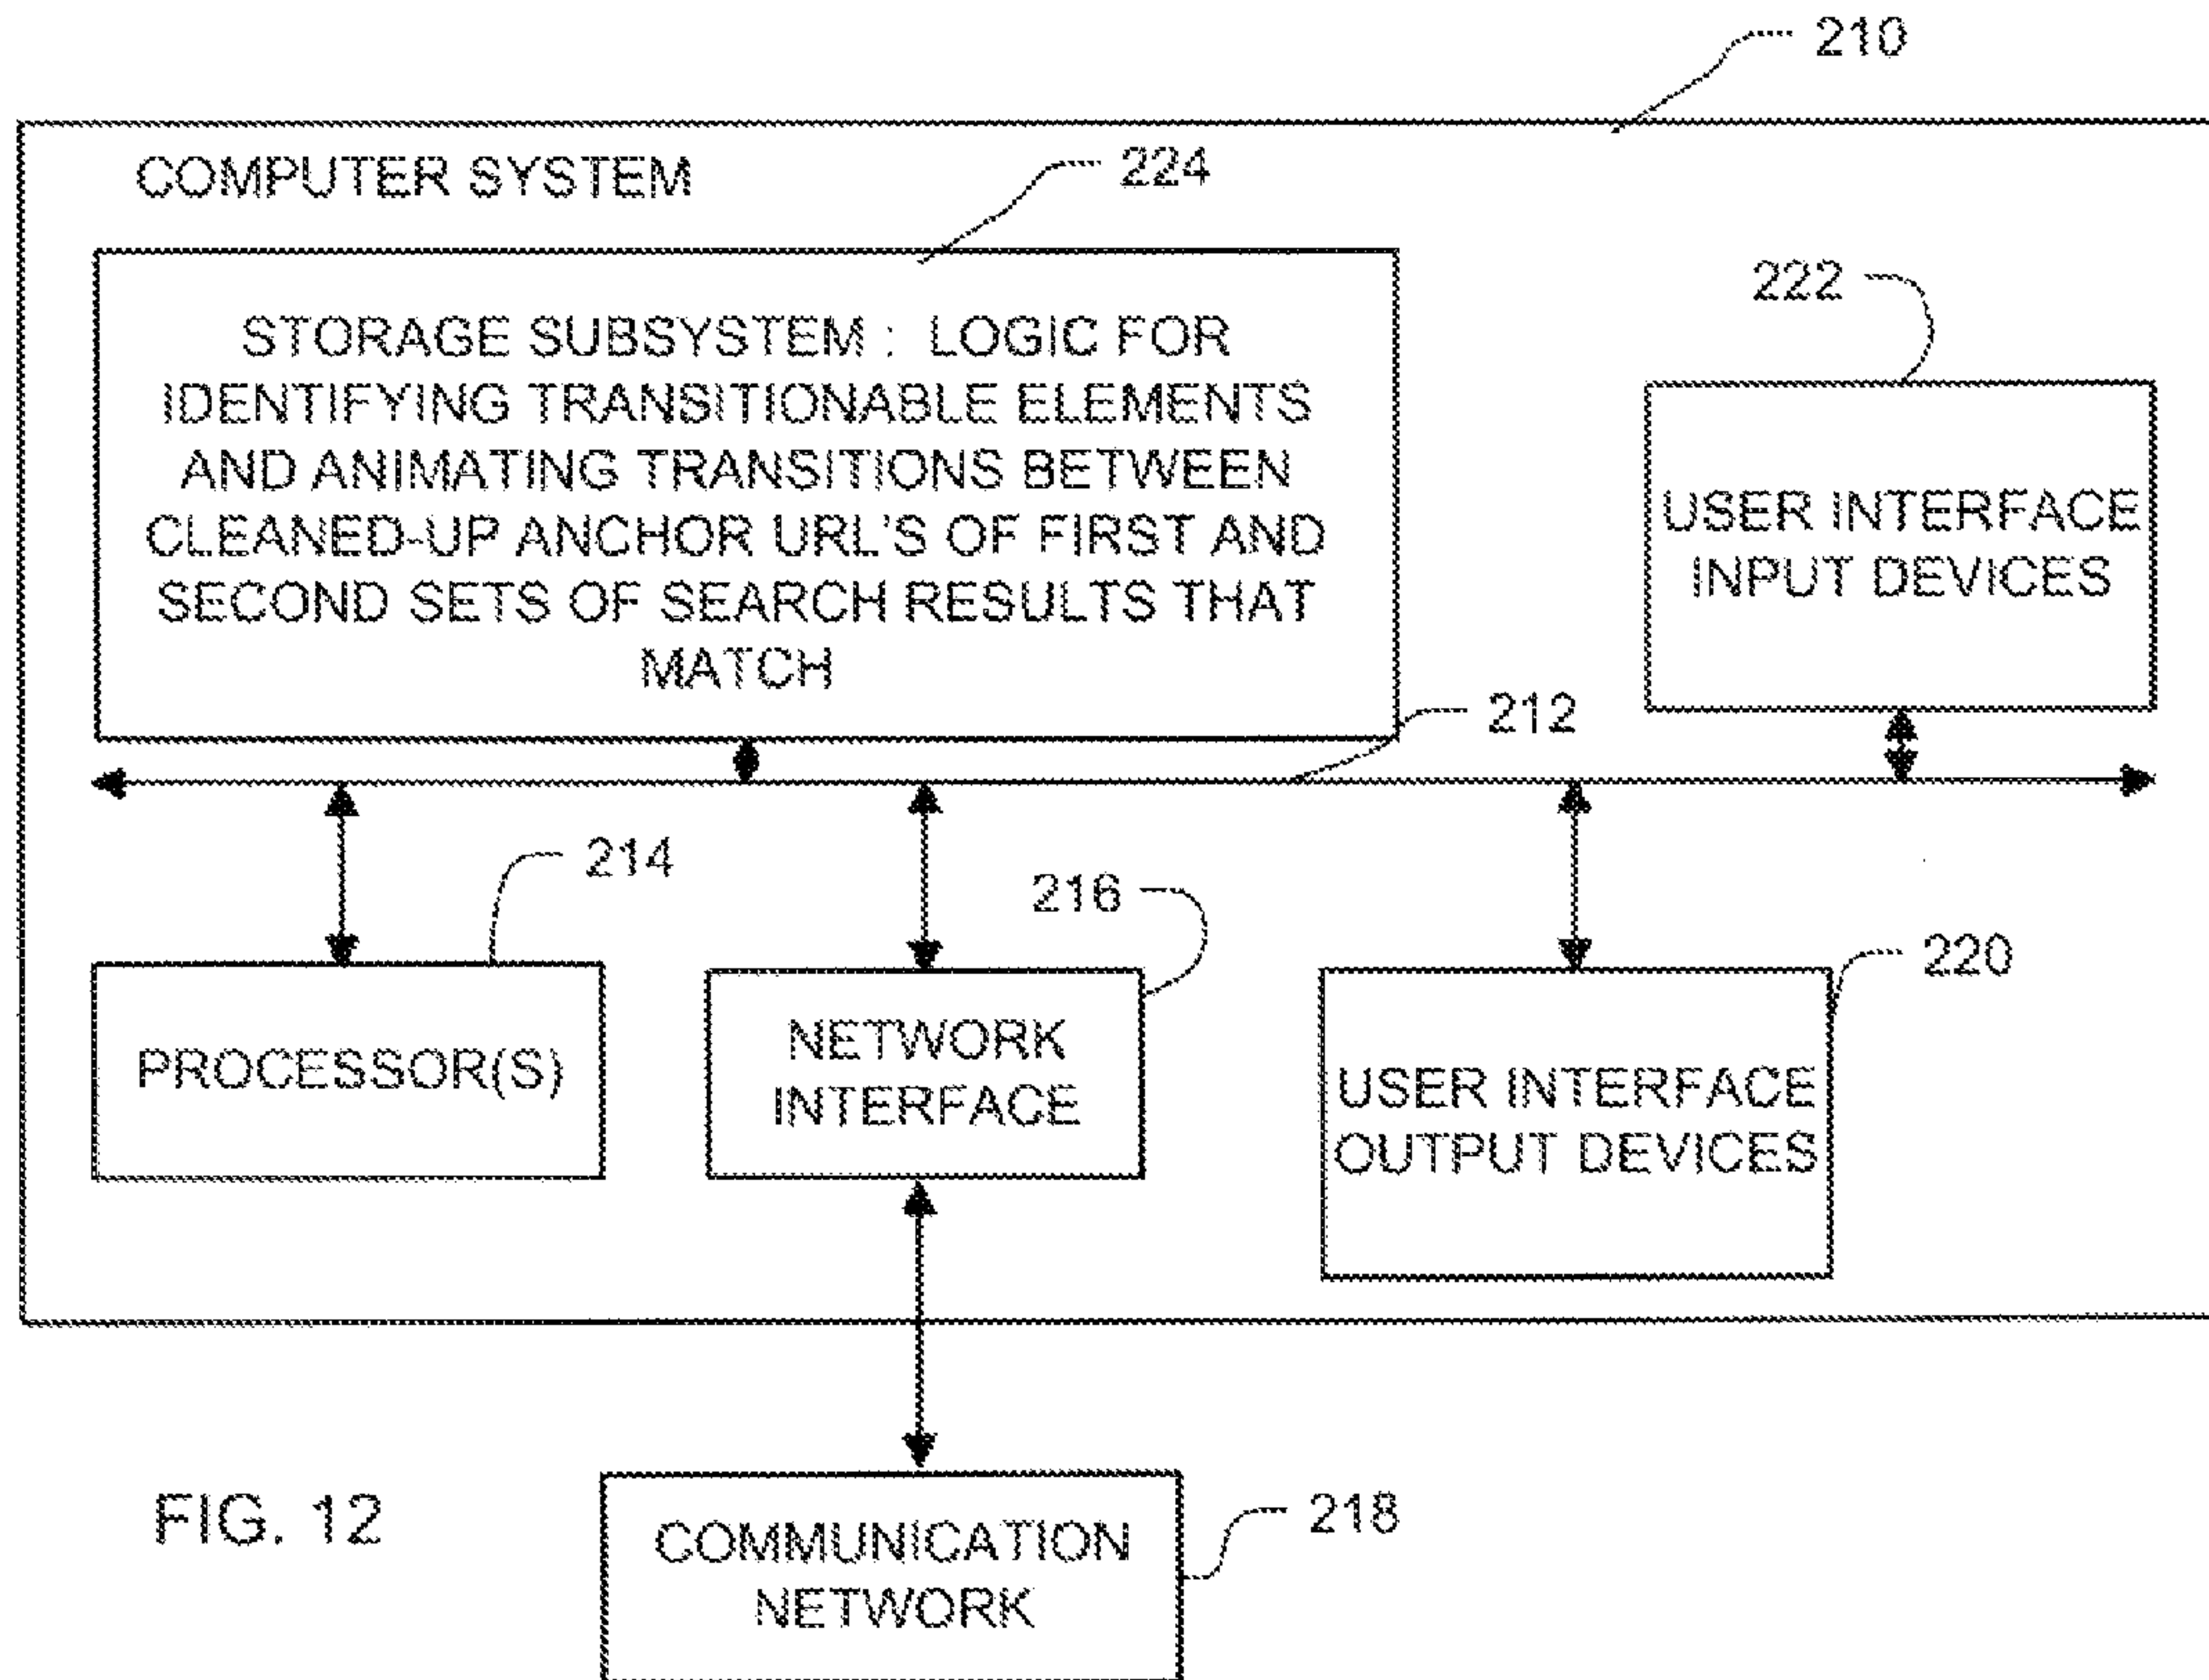 210
COMPUTER SYSTEM
224
STORAGE SUBSYSTEM : LOGIC FOR
IDENTIFYING TRANSITIONABLE ELEMENTS
AND ANIMATING TRANSITIONS BETWEEN
CLEANED-UP ANCHOR URL'S OF FIRST AND
SECOND SETS OF SEARCH RESULTS THAT
MATCH
222
USER INTERFACE
INPUT DEVICES
212
214
216
220
PROCESSOR(S)
NETWORK
INTERFACE
USER INTERFACE
OUTPUT DEVICES
FIG. 12
COMMUNICATION
NETWORK
218